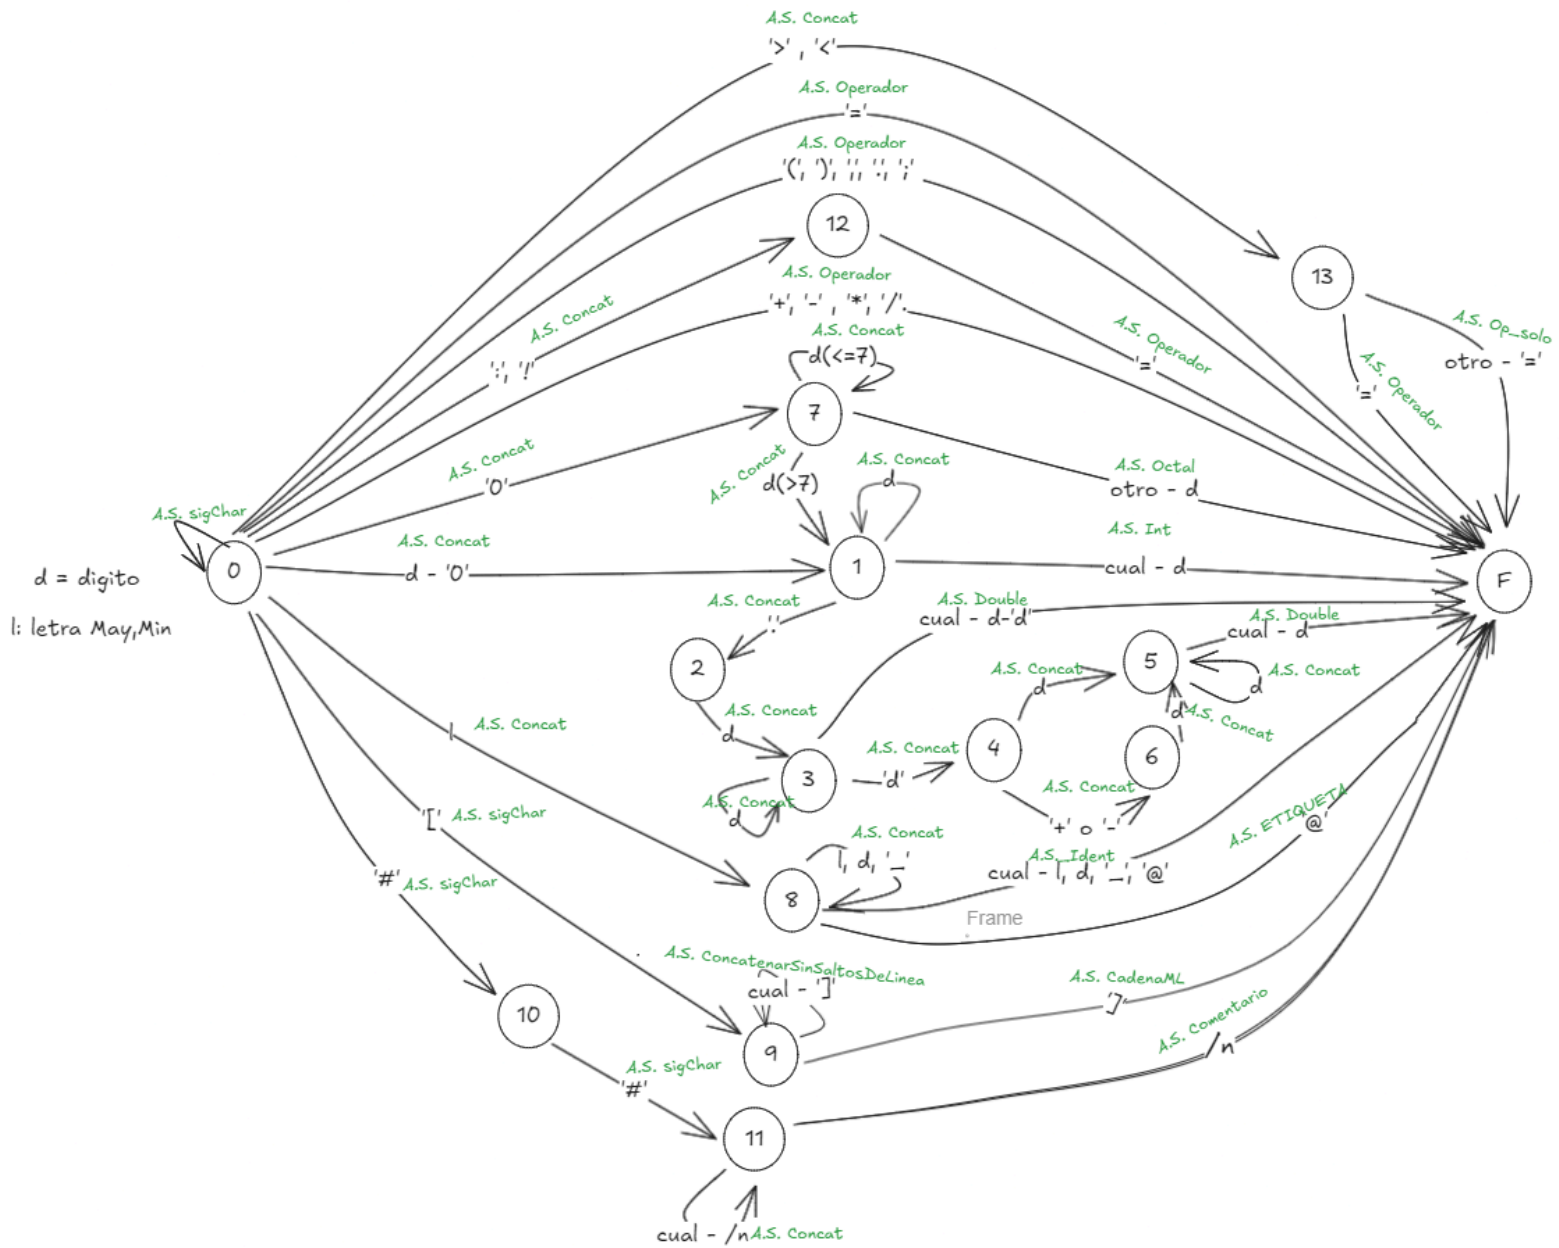 A.S. Concat
'>' , '<'
A.S. Operador
'='
A.S. Operador
'(', ')', ',', '.', ';'
12
13
A.S. Operador
'+', '-', '*', '/'.
A.S. Concat
':', '!'
A.S. Operador
'='
A.S. Op_solo
otro - '='
A.S. Operador
'='
A.S. Concat
d(<=7)
7
A.S. Concat
'0'
A.S. Concat
d(>7)
A.S. Concat
d
A.S. Octal
otro - d
A.S. sigChar
0
d = digito
l: letra May,Min
A.S. Concat
d - '0'
1
A.S. Int
cual - d
F
A.S. Concat
'.'
A.S. Double
cual - d-'d'
A.S. Double
cual - d
2
A.S. Concat
d
5
A.S. Concat
d
A.S. Concat
d
A.S. Concat
d
3
A.S. Concat
d
A.S. Concat
'd'
4
6
A.S. Concat
'+' o '-'
l
A.S. Concat
'['
A.S. sigChar
'#'
A.S. sigChar
A.S. Concat
l, d, '_'
8
A.S. Ident
cual - l, d, '_', '@'
A.S. ETIQUETA
'@'
Frame
A.S. ConcatenarSinSaltosDeLinea
cual - ']'
9
A.S. CadenaML
']'
10
A.S. sigChar
'#'
A.S. Comentario
/n
11
cual - /n
A.S. Concat